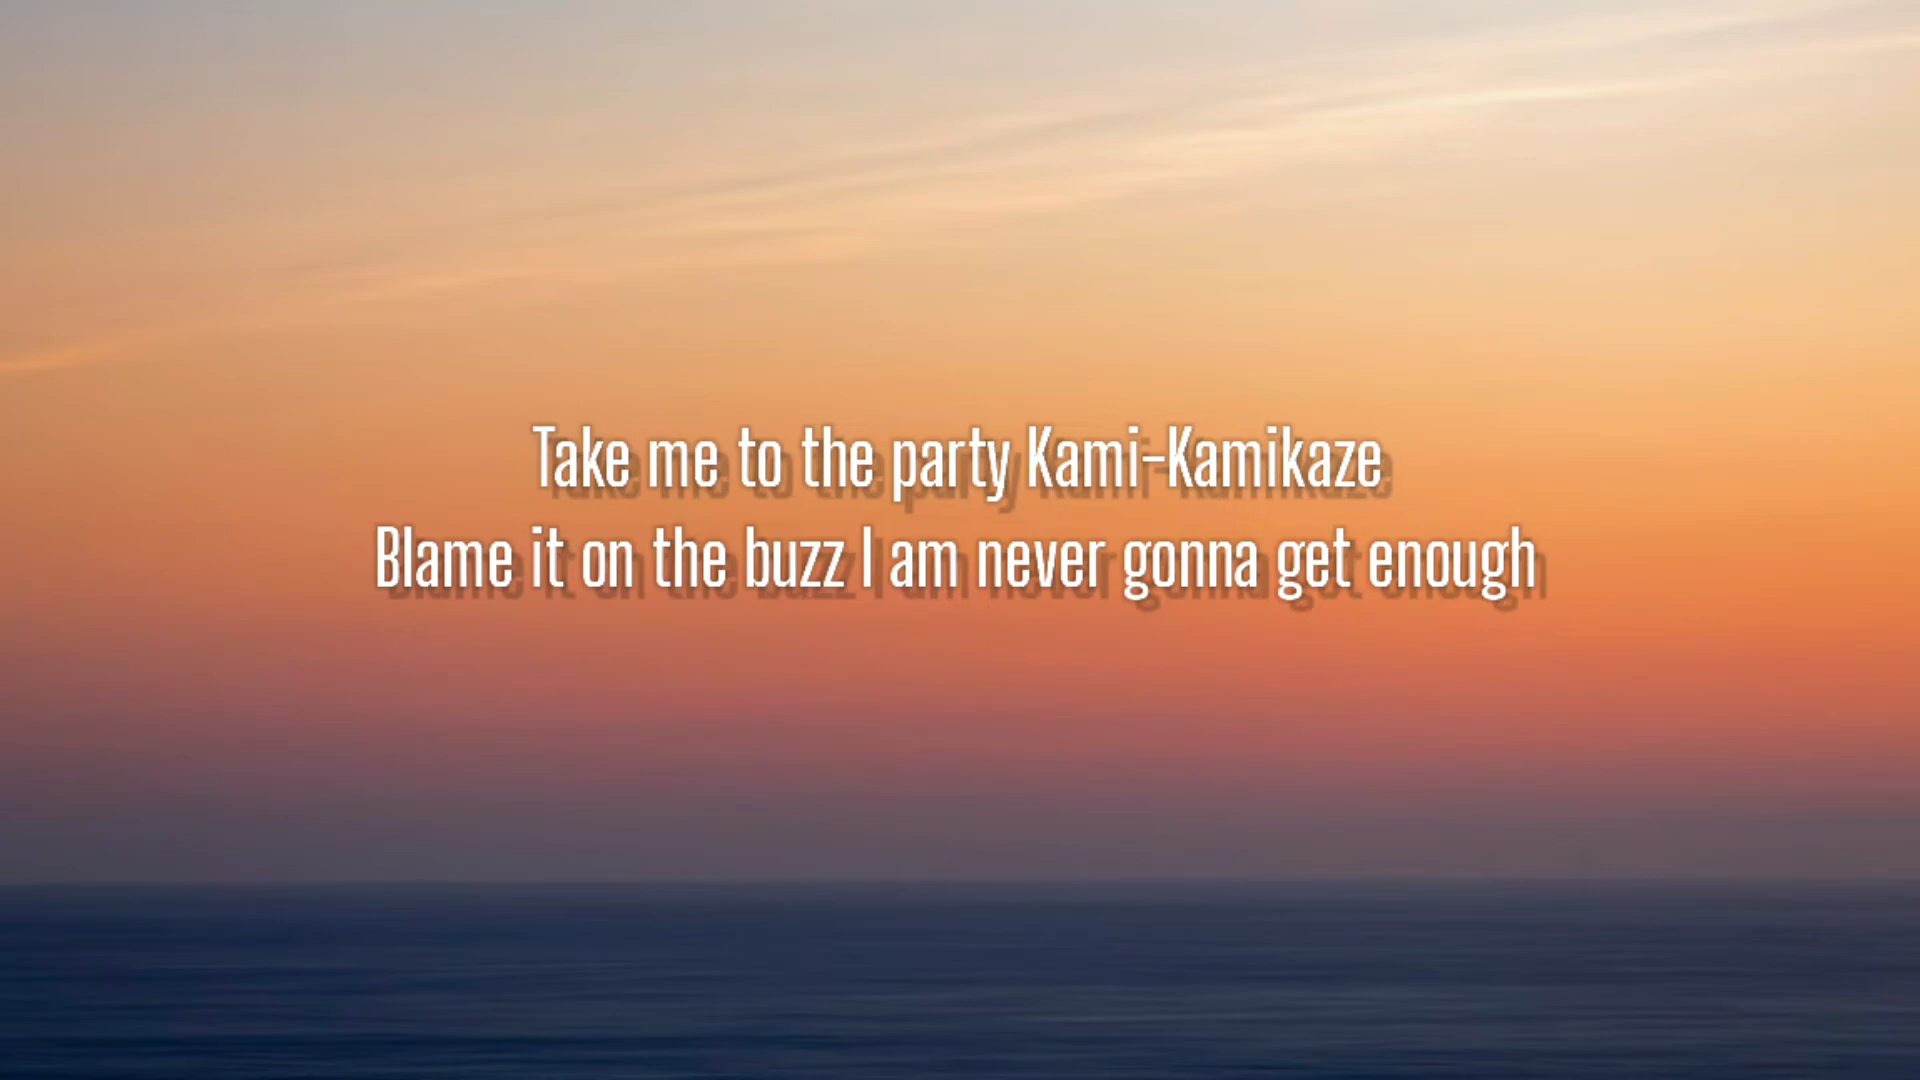 Take me to the party Kami-Kamikaze
Blame it on the buzz I am never gonna get enough